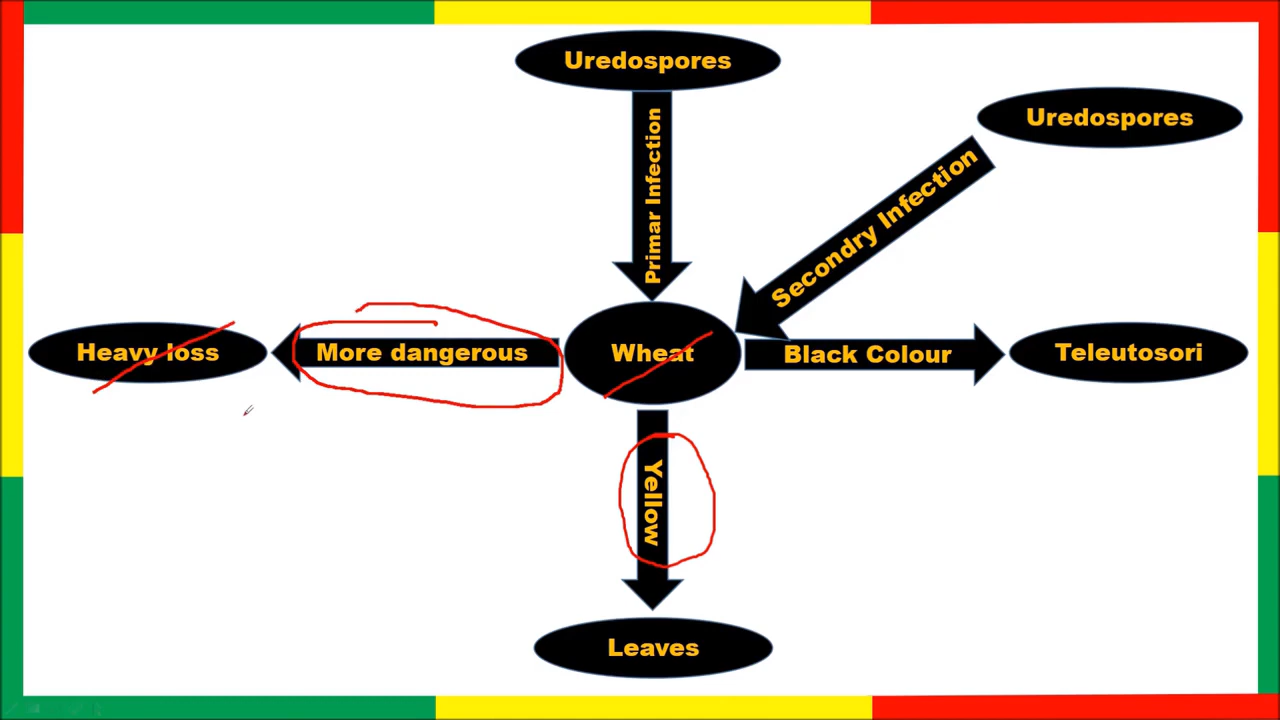 Uredospores
Uredospores
Primar Infection
Secondry Infection
Heavy loss
More dangerous
Wheat
Black Colour
Teleutosori
Yellow
Leaves